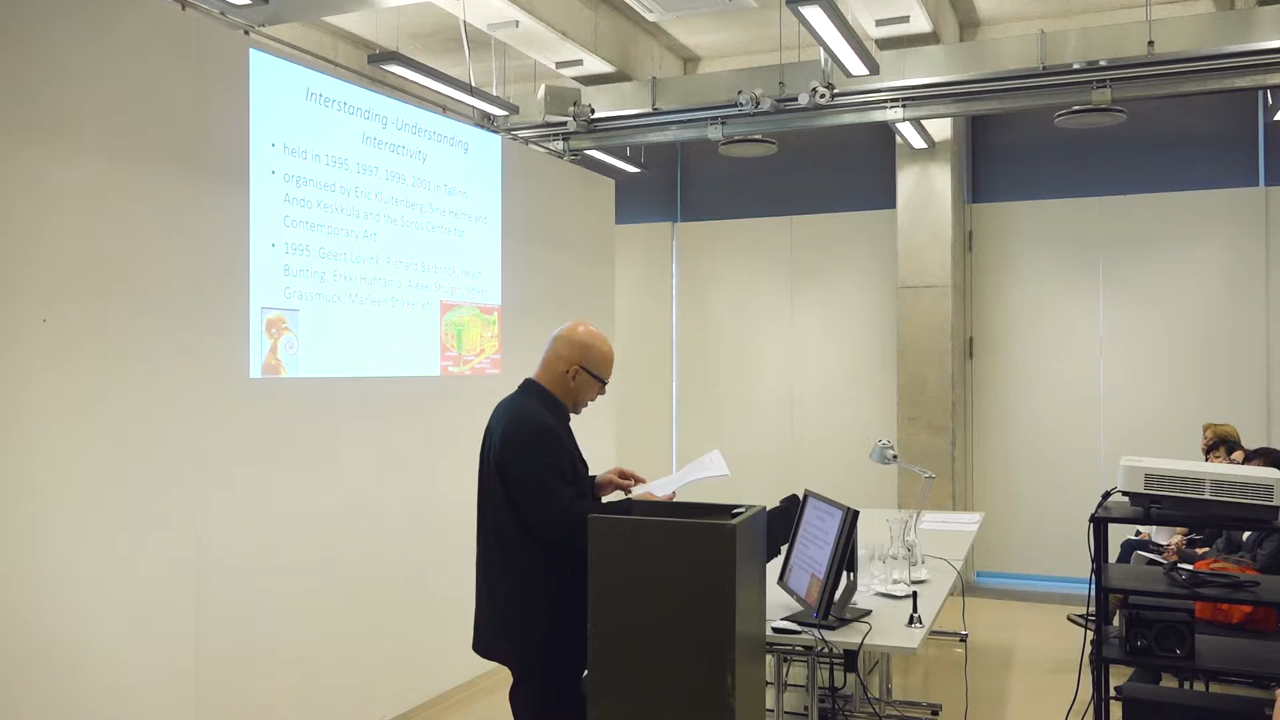 Interstanding -Understanding
Interactivity
• held in 1995, 1997, 1999, 2001 in Tallinn
• organised by Eric Kluitenberg, Sirje Helme and
Ando Keskküla and the Soros Centre for
Contemporary Art
• 1995: Geert Lovink, Richard Barbrook, Heath
Bunting, Erkki Huhtamo, Alexei Shulgin, Volker
Grassmuck, Marleen Stikker etc